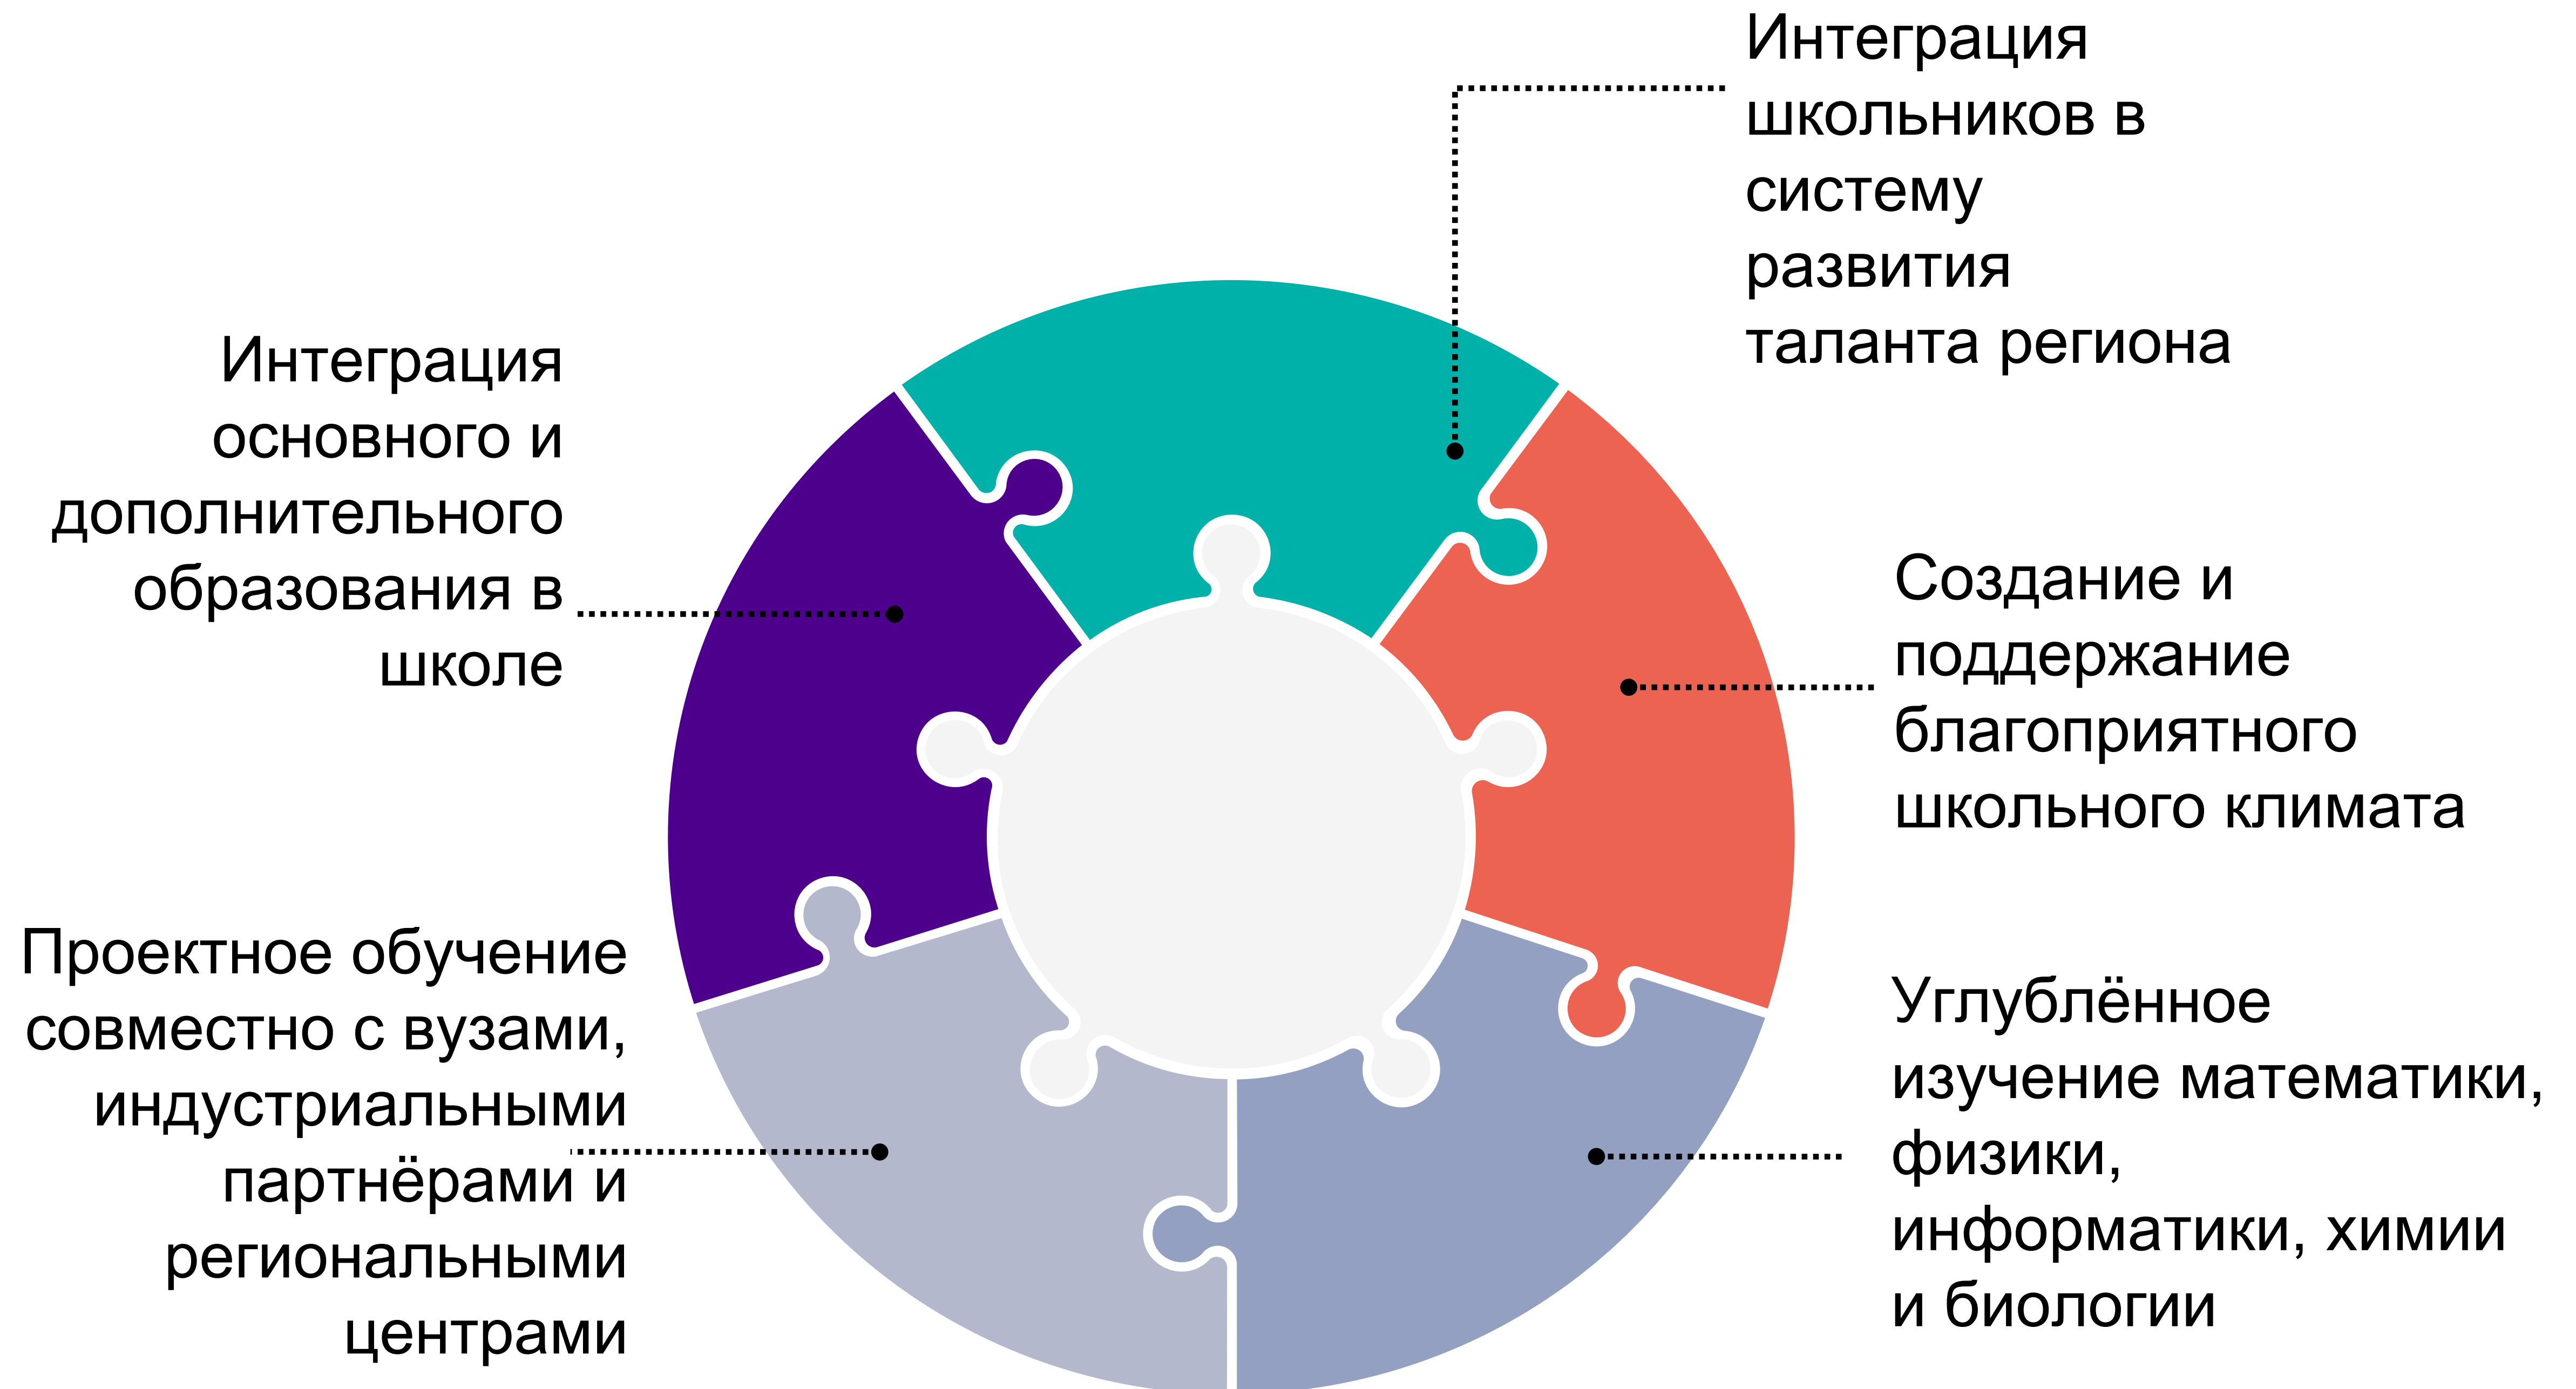 Интеграция
школьников в
систему
развития
таланта региона
Интеграция
основного и
дополнительного
образования в
школе
Создание и
поддержание
благоприятного
школьного климата
Проектное обучение
совместно с вузами,
индустриальными
партнёрами и
региональными
центрами
Углублённое
изучение математики,
физики,
информатики, химии
и биологии